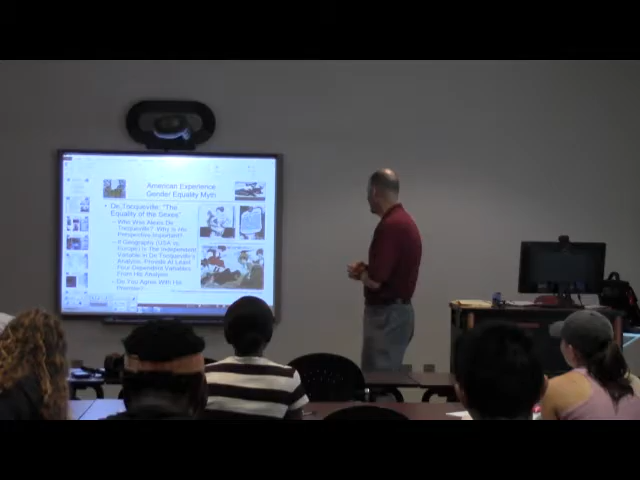 American Experience
Gender Equality Myth
• De Tocqueville: "The
Equality of the Sexes"
– Who Was Alexis De
Tocqueville? Why Is His
Perspective Important?
– If Geography (USA vs.
Europe) Is The Independent
Variable in De Tocqueville's
Analysis, Provide At Least
Four Dependent Variables
From His Analysis
– Do You Agree With His
Premise?